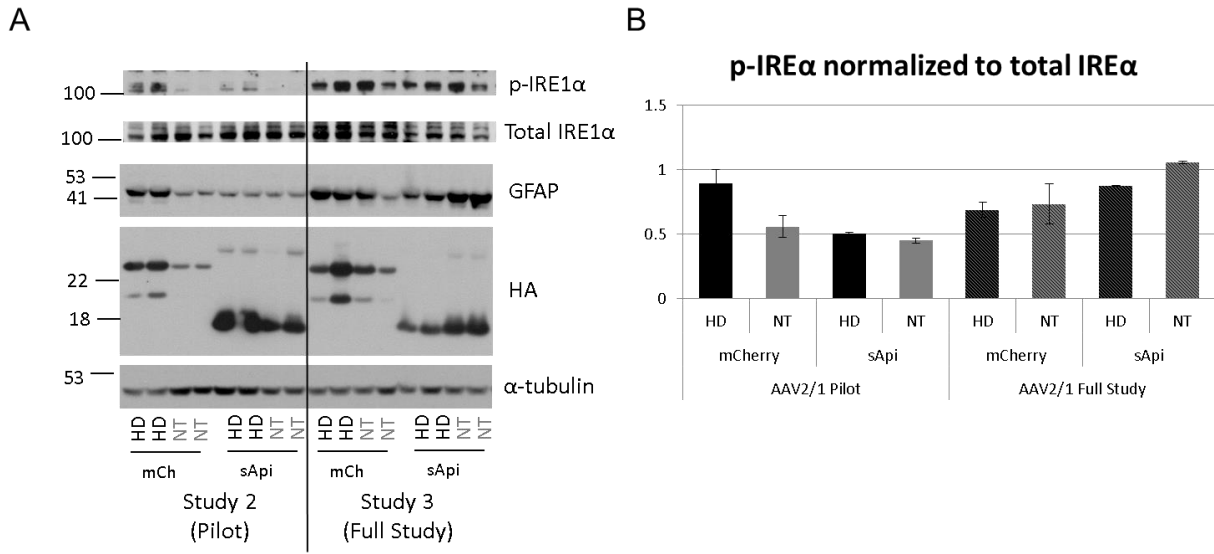 A
100
p-IRE1α
100
Total IRE1α
53
41
GFAP
22
18
HA
53
α-tubulin
HD HD NT NT HD HD NT NT HD HD NT NT HD HD NT NT
mCh sApi mCh sApi
Study 2 (Pilot)
Study 3 (Full Study)
B
p-IREα normalized to total IREα
1.5
1
0.5
0
HD NT HD NT HD NT HD NT
mCherry sApi mCherry sApi
AAV2/1 Pilot AAV2/1 Full Study